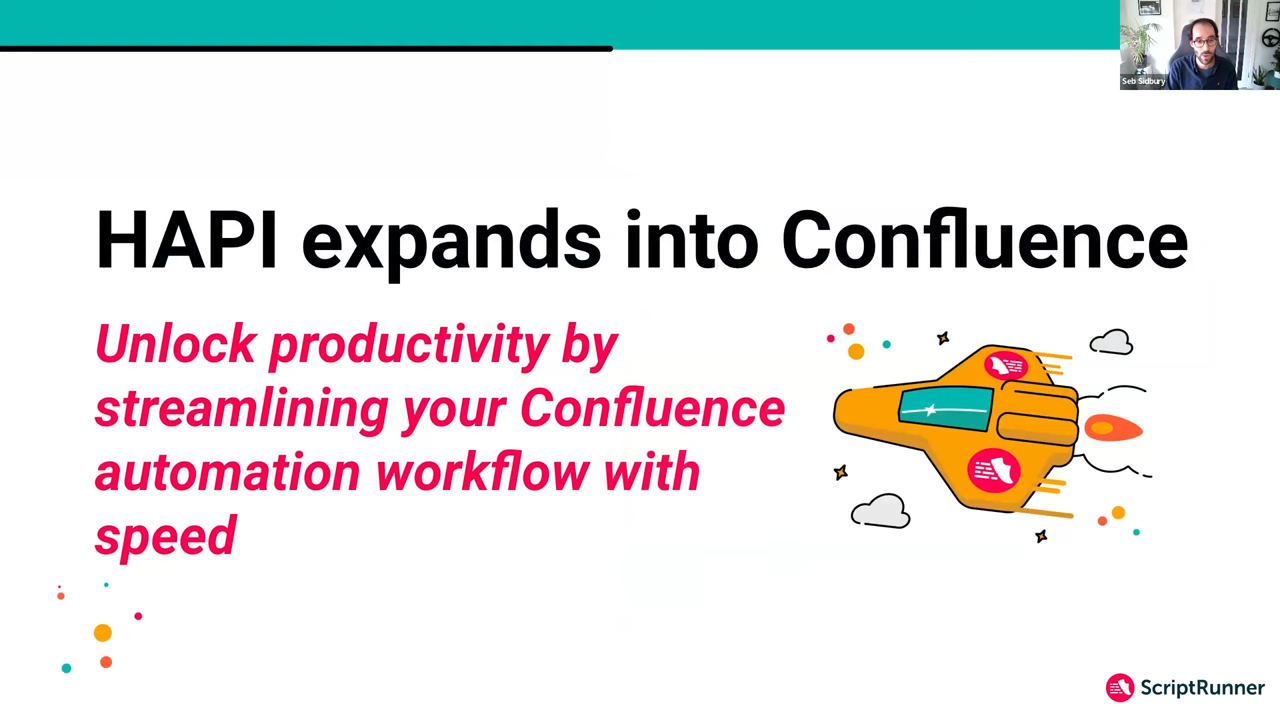 Seb Sidbury
HAPI expands into Confluence
Unlock productivity by
streamlining your Confluence
automation workflow with
speed
ScriptRunner